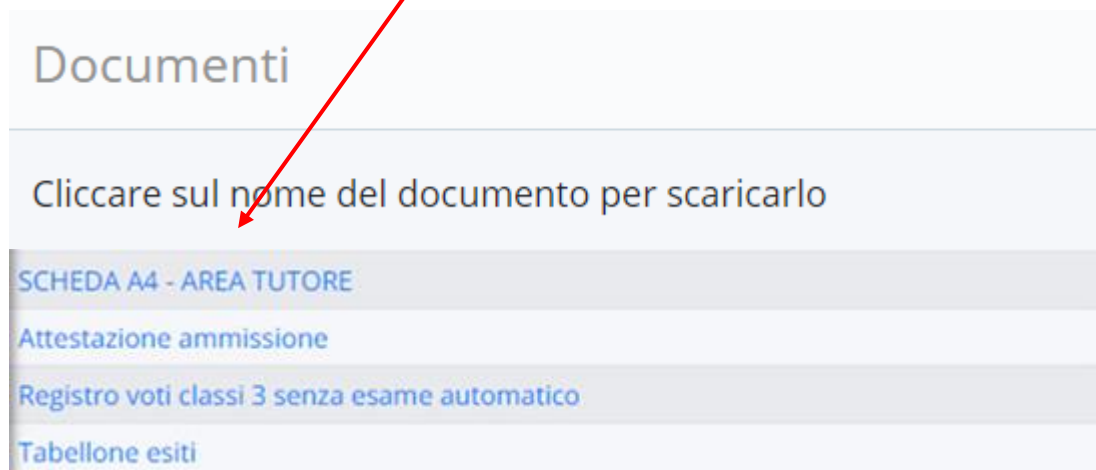 Documenti
Cliccare sul nome del documento per scaricarlo
SCHEDA A4 - AREA TUTORE
Attestazione ammissione
Registro voti classi 3 senza esame automatico
Tabellone esiti